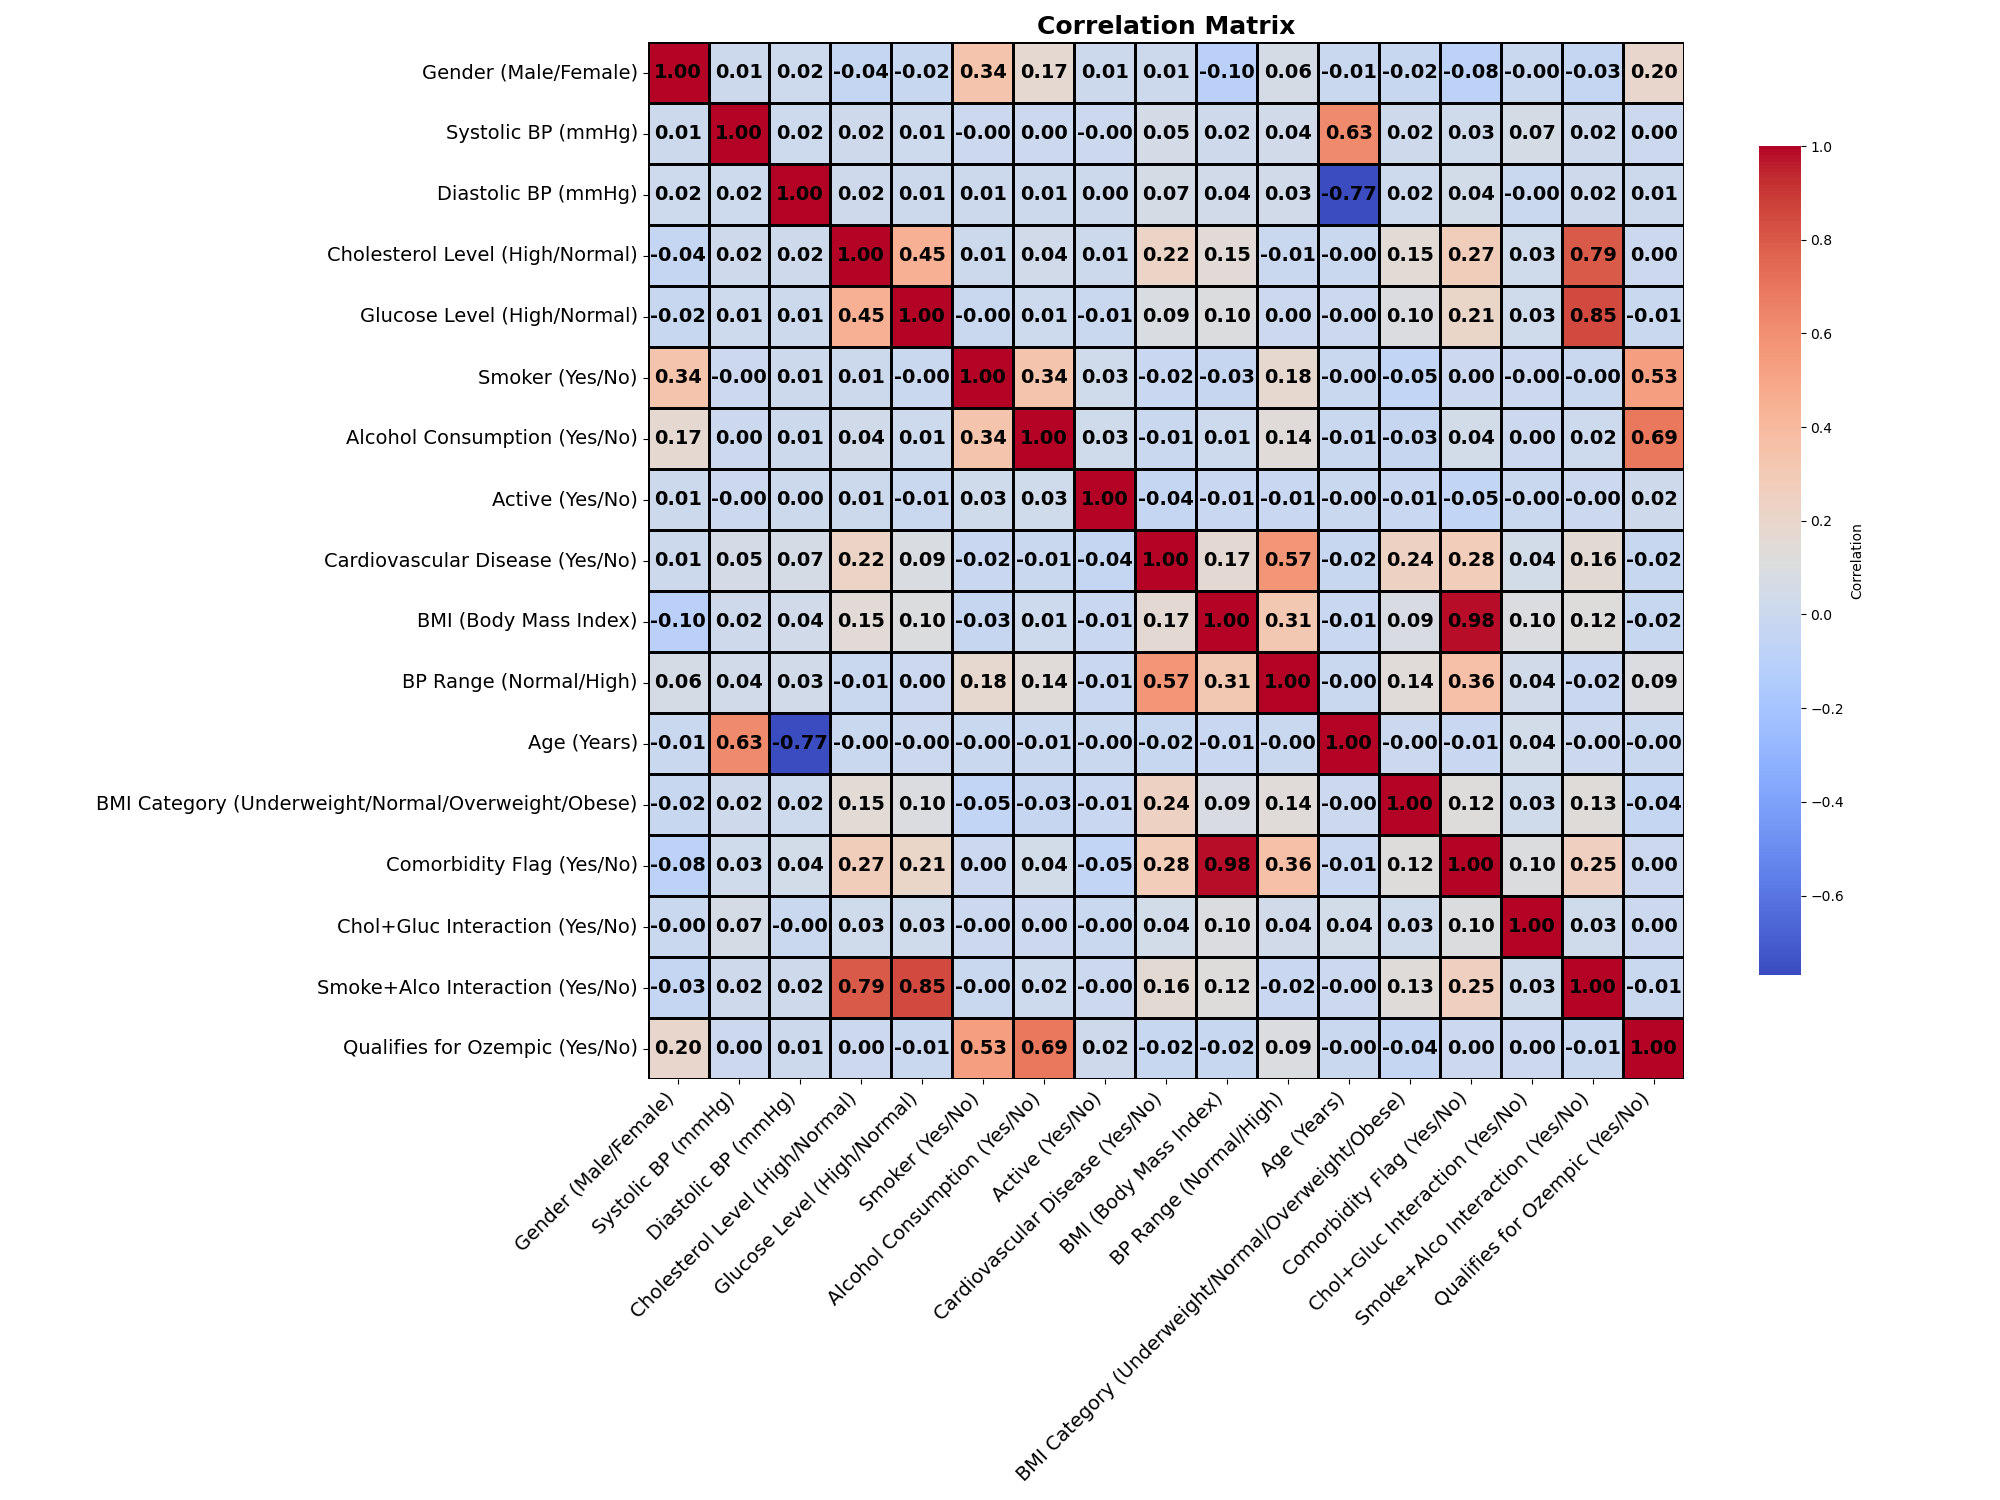 Correlation Matrix
Gender (Male/Female) 1.00 0.01 0.02 -0.04 -0.02 0.34 0.17 0.01 0.01 -0.10 0.06 -0.01 -0.02 -0.08 -0.00 -0.03 0.20
Systolic BP (mmHg) 0.01 1.00 0.02 0.02 0.01 -0.00 0.00 -0.00 0.05 0.02 0.04 0.63 0.02 0.03 0.07 0.02 0.00
Diastolic BP (mmHg) 0.02 0.02 1.00 0.02 0.01 0.01 0.01 0.00 0.07 0.04 0.03 -0.77 0.02 0.04 -0.00 0.02 0.01
Cholesterol Level (High/Normal) -0.04 0.02 0.02 1.00 0.45 0.01 0.04 0.01 0.22 0.15 -0.01 -0.00 0.15 0.27 0.03 0.79 0.00
Glucose Level (High/Normal) -0.02 0.01 0.01 0.45 1.00 -0.00 0.01 -0.01 0.09 0.10 0.00 -0.00 0.10 0.21 0.03 0.85 -0.01
Smoker (Yes/No) 0.34 -0.00 0.01 0.01 -0.00 1.00 0.34 0.03 -0.02 -0.03 0.18 -0.00 -0.05 0.00 -0.00 -0.00 0.53
Alcohol Consumption (Yes/No) 0.17 0.00 0.01 0.04 0.01 0.34 1.00 0.03 -0.01 0.01 0.14 -0.01 -0.03 0.04 0.00 0.02 0.69
Active (Yes/No) 0.01 -0.00 0.00 0.01 -0.01 0.03 0.03 1.00 -0.04 -0.01 -0.01 -0.00 -0.01 -0.05 -0.00 -0.00 0.02
Cardiovascular Disease (Yes/No) 0.01 0.05 0.07 0.22 0.09 -0.02 -0.01 -0.04 1.00 0.17 0.57 -0.02 0.24 0.28 0.04 0.16 -0.02
BMI (Body Mass Index) -0.10 0.02 0.04 0.15 0.10 -0.03 0.01 -0.01 0.17 1.00 0.31 -0.01 0.09 0.98 0.10 0.12 -0.02
BP Range (Normal/High) 0.06 0.04 0.03 -0.01 0.00 0.18 0.14 -0.01 0.57 0.31 1.00 -0.00 0.14 0.36 0.04 -0.02 0.09
Age (Years) -0.01 0.63 -0.77 -0.00 -0.00 -0.00 -0.01 -0.00 -0.02 -0.01 -0.00 1.00 -0.00 -0.01 0.04 -0.00 -0.00
BMI Category (Underweight/Normal/Overweight/Obese) -0.02 0.02 0.02 0.15 0.10 -0.05 -0.03 -0.01 0.24 0.09 0.14 -0.00 1.00 0.12 0.03 0.13 -0.04
Comorbidity Flag (Yes/No) -0.08 0.03 0.04 0.27 0.21 0.00 0.04 -0.05 0.28 0.98 0.36 -0.01 0.12 1.00 0.10 0.25 0.00
Chol+Gluc Interaction (Yes/No) -0.00 0.07 -0.00 0.03 0.03 -0.00 0.00 -0.00 0.04 0.10 0.04 0.04 0.03 0.10 1.00 0.03 0.00
Smoke+Alco Interaction (Yes/No) -0.03 0.02 0.02 0.79 0.85 -0.00 0.02 -0.00 0.16 0.12 -0.02 -0.00 0.13 0.25 0.03 1.00 -0.01
Qualifies for Ozempic (Yes/No) 0.20 0.00 0.01 0.00 -0.01 0.53 0.69 0.02 -0.02 -0.02 0.09 -0.00 -0.04 0.00 0.00 -0.01 1.00
Gender (Male/Female)
Systolic BP (mmHg)
Diastolic BP (mmHg)
Cholesterol Level (High/Normal)
Glucose Level (High/Normal)
Smoker (Yes/No)
Alcohol Consumption (Yes/No)
Active (Yes/No)
Cardiovascular Disease (Yes/No)
BMI (Body Mass Index)
BP Range (Normal/High)
Age (Years)
BMI Category (Underweight/Normal/Overweight/Obese)
Comorbidity Flag (Yes/No)
Chol+Gluc Interaction (Yes/No)
Smoke+Alco Interaction (Yes/No)
Qualifies for Ozempic (Yes/No)
1.0
0.8
0.6
0.4
0.2
0.0
−0.2
−0.4
−0.6
Correlation